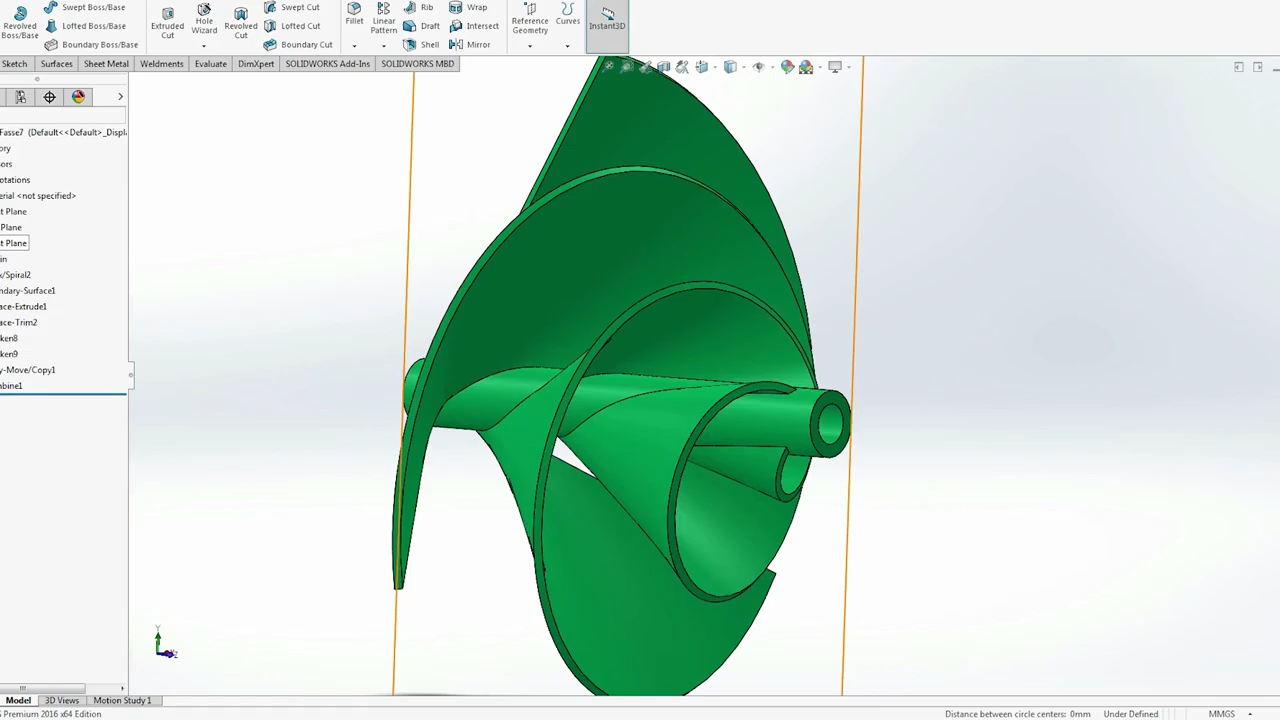 Swept Boss/Base
Swept Cut
Rib
Wrap
Revolved
Boss/Base
Lofted Boss/Base
Extruded
Cut
Hole
Wizard
Revolved
Cut
Lofted Cut
Fillet
Linear
Pattern
Draft
Intersect
Reference
Geometry
Curves
Instant3D
Boundary Boss/Base
Boundary Cut
Shell
Mirror
Sketch
Surfaces
Sheet Metal
Weldments
Evaluate
DimXpert
SOLIDWORKS Add-Ins
SOLIDWORKS MBD
Fasse7 (Default<<Default>_Displa
ory
sors
otations
terial <not specified>
t Plane
Plane
t Plane
in
x/Spiral2
ndary-Surface1
ace-Extrude1
ace-Trim2
ken8
ken9
y-Move/Copy1
mbine1
Y
Model
3D Views
Motion Study 1
S Premium 2016 x64 Edition
Distance between circle centers: 0mm
Under Defined
MMGS